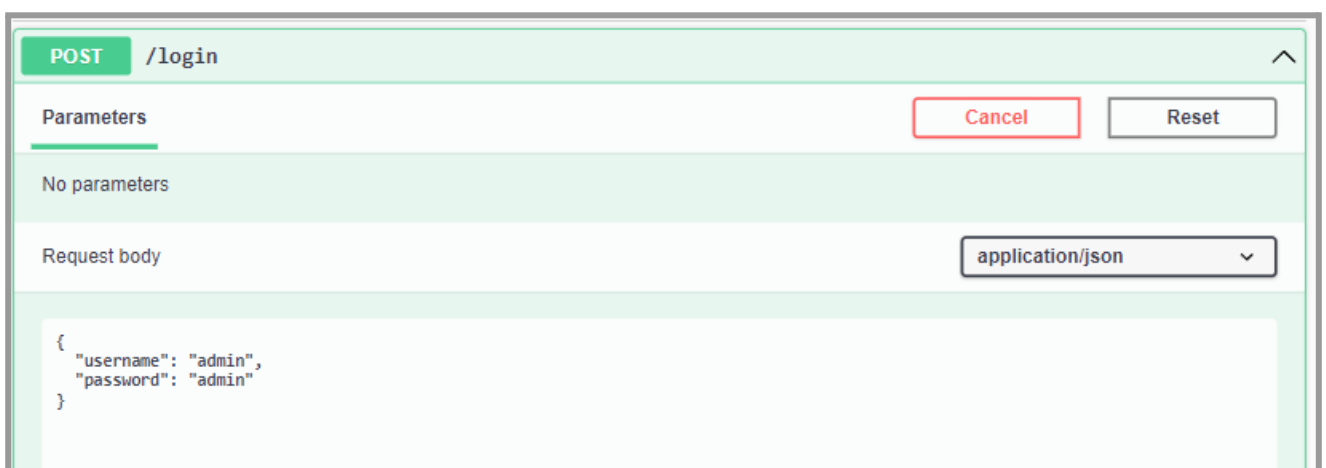 POST /login
Parameters Cancel Reset
No parameters
Request body application/json
{
  "username": "admin",
  "password": "admin"
}